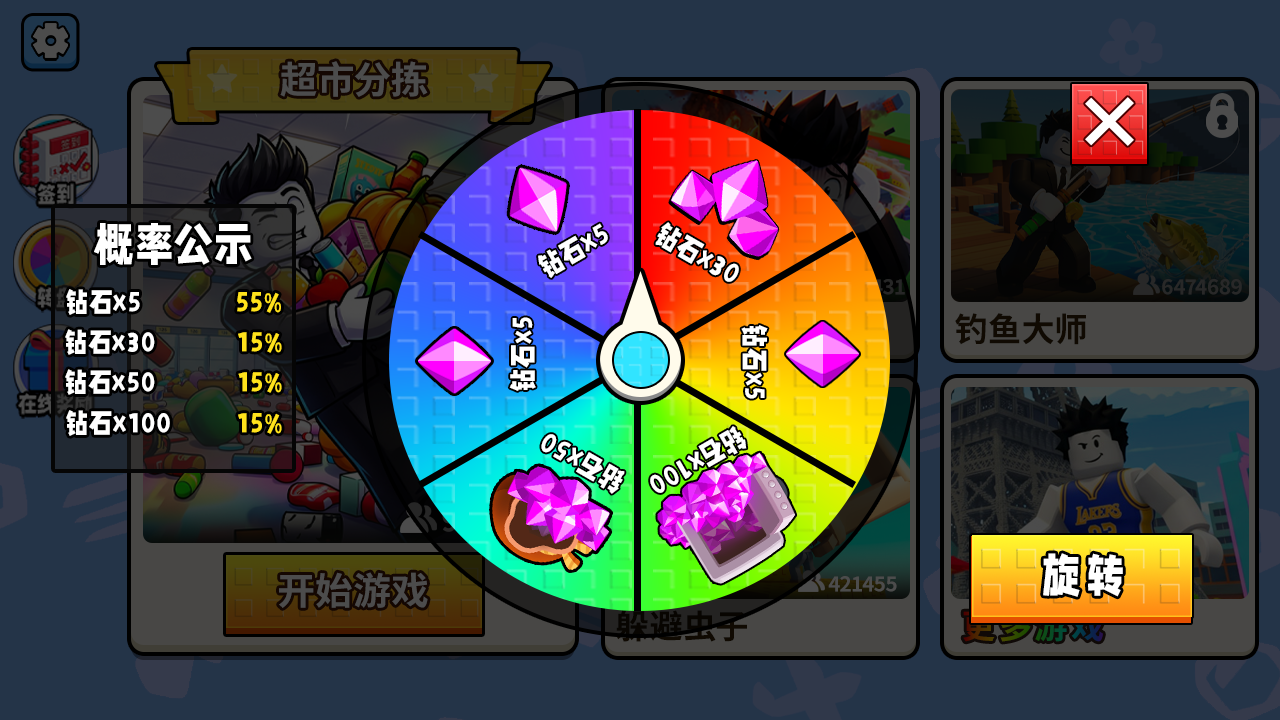 超市分拣
签到
签到
概率公示
钻石x5 55%
钻石x30 15%
钻石x50 15%
钻石x100 15%
钻石x5
钻石x30
钻石x5
钻石x5
钻石x50
钻石x100
6474689
钓鱼大师
开始游戏
421455
躲避虫子
LAKERS
旋转
更多游戏